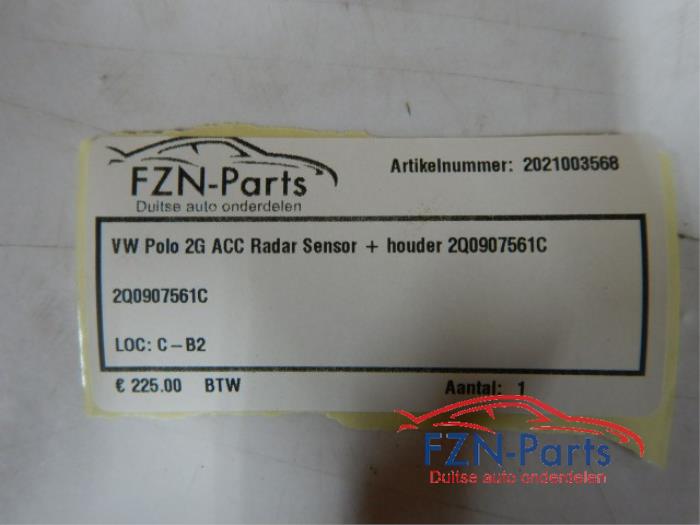 FZN-Parts
Duitse auto onderdelen
Artikelnummer: 2021003568
VW Polo 2G ACC Radar Sensor + houder 2Q0907561C
2Q0907561C
LOC: C-B2
€ 225.00 BTW
Aantal: 1
FZN-Parts
Duitse auto onderdelen